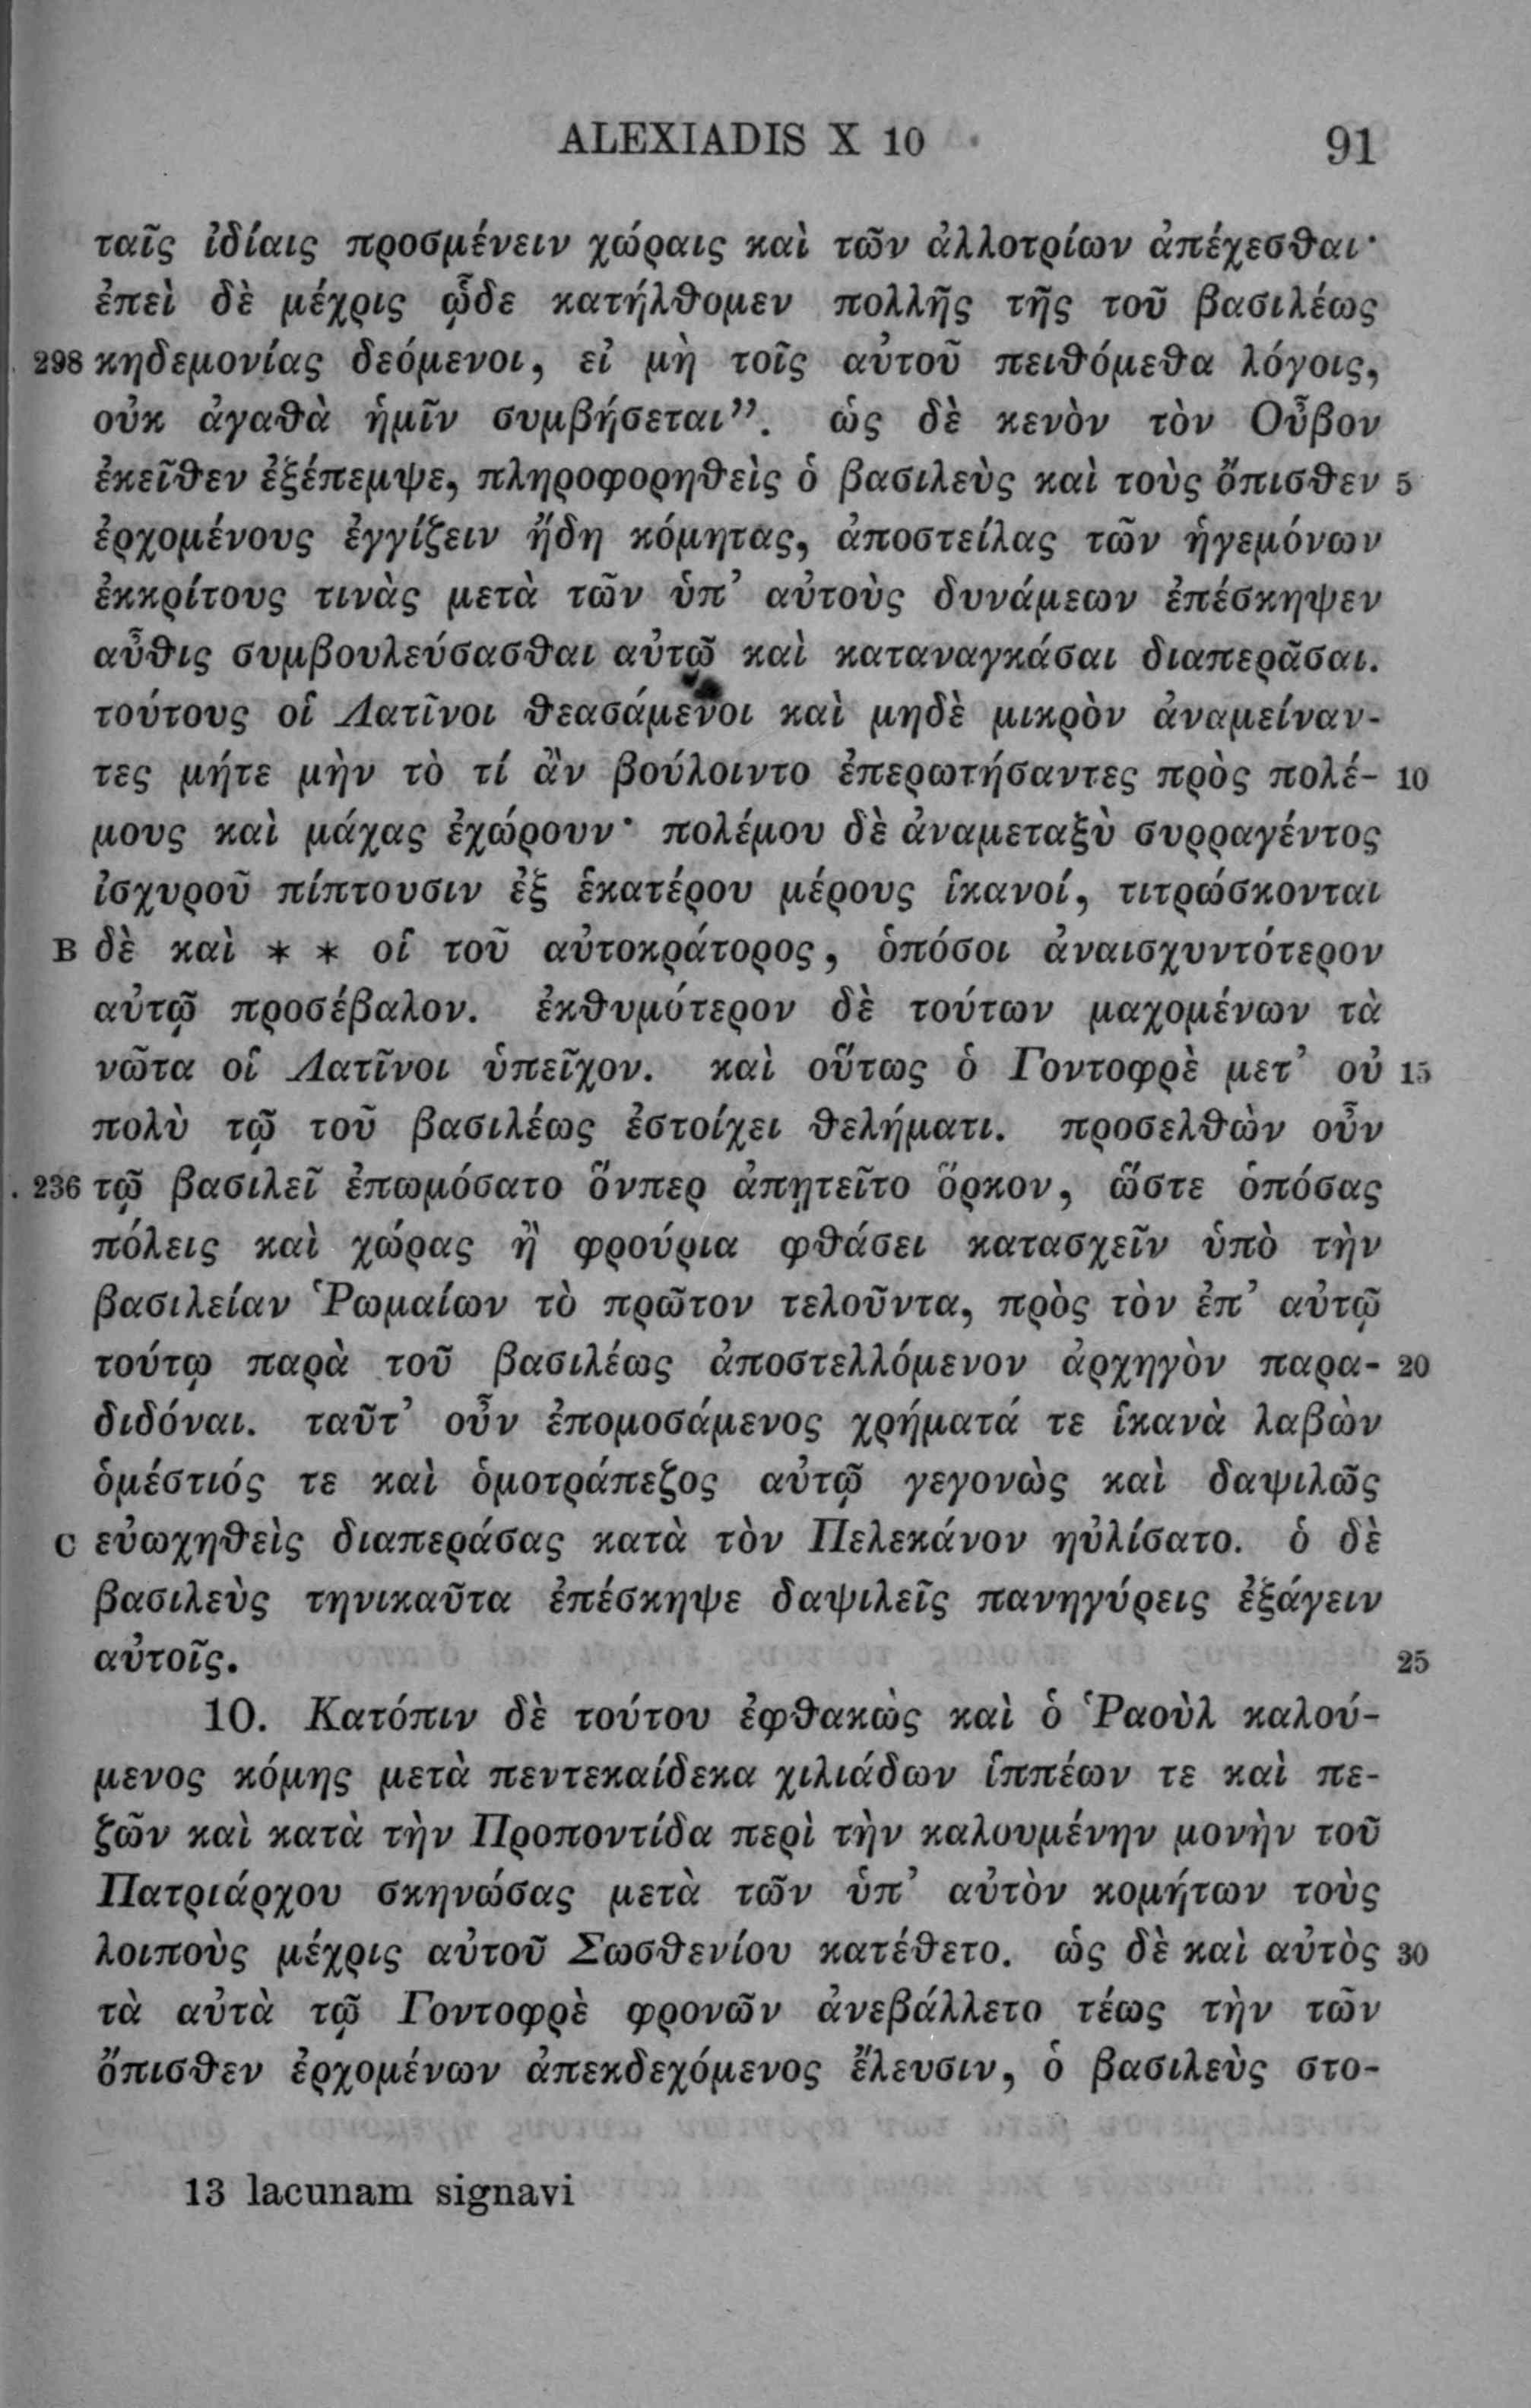 ALEXIADIS X 10 91
ταῖς ἰδίαις προσμένειν χώραις καὶ τῶν ἀλλοτρίων ἀπέχεσθαι·
ἐπεὶ δὲ μέχρις ᾧδε κατήλθομεν πολλῆς τῆς τοῦ βασιλέως
298 κηδεμονίας δεόμενοι, εἰ μὴ τοῖς αὐτοῦ πειθόμεθα λόγοις,
οὐκ ἀγαθὰ ἡμῖν συμβήσεται”. ὡς δὲ κενὸν τὸν Οὖβον
ἐκεῖθεν ἐξέπεμψε, πληροφορηθεὶς ὁ βασιλεὺς καὶ τοὺς ὄπισθεν 5
ἐρχομένους ἐγγίζειν ἤδη κόμητας, ἀποστείλας τῶν ἡγεμόνων
ἐκκρίτους τινὰς μετὰ τῶν ὑπ’ αὐτοὺς δυνάμεων ἐπέσκηψεν
αὖθις συμβουλεύσασθαι αὐτῷ καὶ καταναγκάσαι διαπερᾶσαι.
τούτους οἱ Λατῖνοι θεασάμενοι καὶ μηδὲ μικρὸν ἀναμείναν-
τες μήτε μὴν τὸ τί ἂν βούλοιντο ἐπερωτήσαντες πρὸς πολέ- 10
μους καὶ μάχας ἐχώρουν· πολέμου δὲ ἀναμεταξὺ συρραγέντος
ἰσχυροῦ πίπτουσιν ἐξ ἑκατέρου μέρους ἱκανοί, τιτρώσκονται
B δὲ καὶ * * οἱ τοῦ αὐτοκράτορος, ὁπόσοι ἀναισχυντότερον
αὐτῷ προσέβαλον. ἐκθυμότερον δὲ τούτων μαχομένων τὰ
νῶτα οἱ Λατῖνοι ὑπεῖχον. καὶ οὕτως ὁ Γοντοφρὲ μετ’ οὐ 15
πολὺ τῷ τοῦ βασιλέως ἐστοίχει θελήματι. προσελθὼν οὖν
. 236 τῷ βασιλεῖ ἐπωμόσατο ὅνπερ ἀπῃτεῖτο ὅρκον, ὥστε ὁπόσας
πόλεις καὶ χώρας ἢ φρούρια φθάσει κατασχεῖν ὑπὸ τὴν
βασιλείαν Ῥωμαίων τὸ πρῶτον τελοῦντα, πρὸς τὸν ἐπ’ αὐτῷ
τούτῳ παρὰ τοῦ βασιλέως ἀποστελλόμενον ἀρχηγὸν παρα- 20
διδόναι. ταῦτ’ οὖν ἐπομοσάμενος χρήματά τε ἱκανὰ λαβὼν
ὁμέστιός τε καὶ ὁμοτράπεζος αὐτῷ γεγονὼς καὶ δαψιλῶς
C εὐωχηθεὶς διαπεράσας κατὰ τὸν Πελεκάνον ηὐλίσατο. ὁ δὲ
βασιλεὺς τηνικαῦτα ἐπέσκηψε δαψιλεῖς πανηγύρεις ἐξάγειν
αὐτοῖς. 25
10. Κατόπιν δὲ τούτου ἐφθακὼς καὶ ὁ Ῥαοὺλ καλού-
μενος κόμης μετὰ πεντεκαίδεκα χιλιάδων ἱππέων τε καὶ πε-
ζῶν καὶ κατὰ τὴν Προποντίδα περὶ τὴν καλουμένην μονὴν τοῦ
Πατριάρχου σκηνώσας μετὰ τῶν ὑπ’ αὐτὸν κομήτων τοὺς
λοιποὺς μέχρις αὐτοῦ Σωσθενίου κατέθετο. ὡς δὲ καὶ αὐτὸς 30
τὰ αὐτὰ τῷ Γοντοφρὲ φρονῶν ἀνεβάλλετο τέως τὴν τῶν
ὄπισθεν ἐρχομένων ἀπεκδεχόμενος ἔλευσιν, ὁ βασιλεὺς στο-
13 lacunam signavi